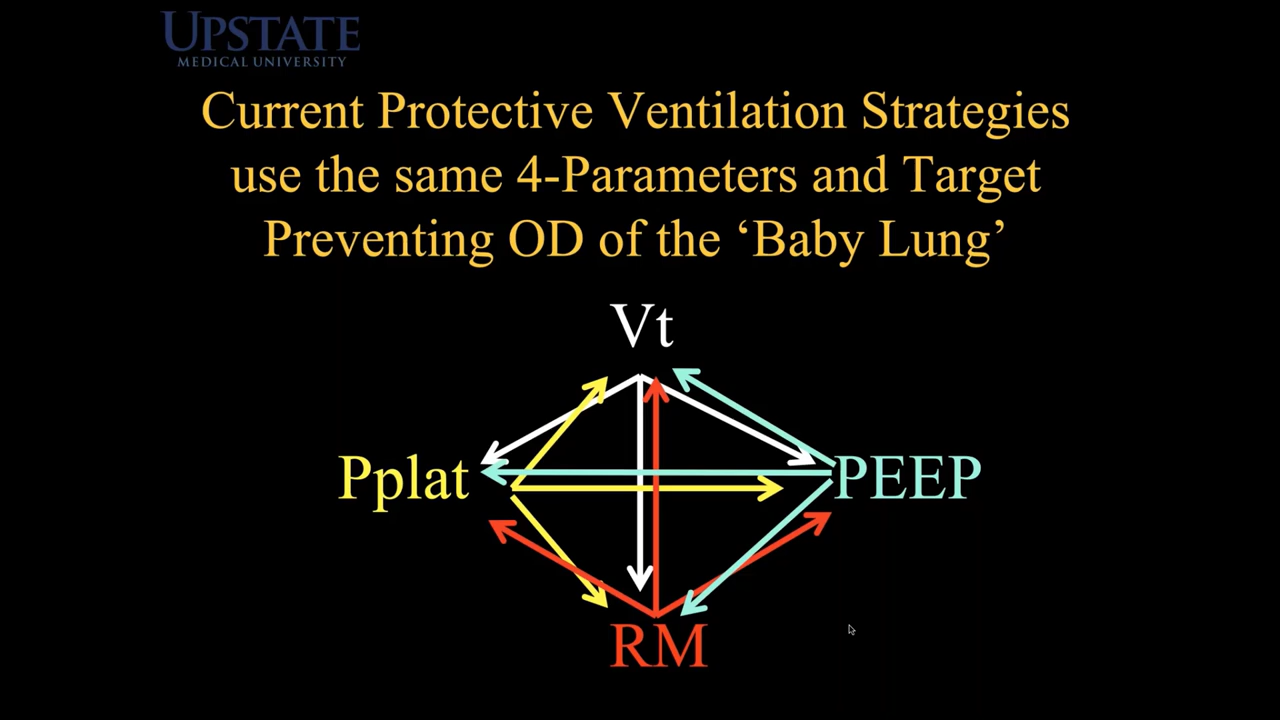 UPSTATE
MEDICAL UNIVERSITY
Current Protective Ventilation Strategies
use the same 4-Parameters and Target
Preventing OD of the ‘Baby Lung’
Vt
Pplat
PEEP
RM